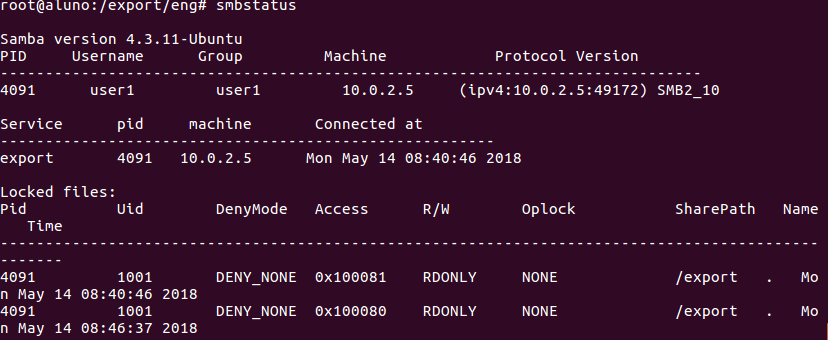 root@aluno:/export/eng# smbstatus
Samba version 4.3.11-Ubuntu
PID     Username      Group         Machine            Protocol Version
------------------------------------------------------------------------------
4091      user1         user1         10.0.2.5     (ipv4:10.0.2.5:49172) SMB2_10
Service      pid     machine       Connected at
-------------------------------------------------------
export       4091   10.0.2.5      Mon May 14 08:40:46 2018
Locked files:
Pid          Uid        DenyMode   Access      R/W        Oplock           SharePath   Name
   Time
-------------------------------------------------------------------------------------------
-------
4091         1001       DENY_NONE  0x100081    RDONLY     NONE             /export   .   Mo
n May 14 08:40:46 2018
4091         1001       DENY_NONE  0x100080    RDONLY     NONE             /export   .   Mo
n May 14 08:46:37 2018